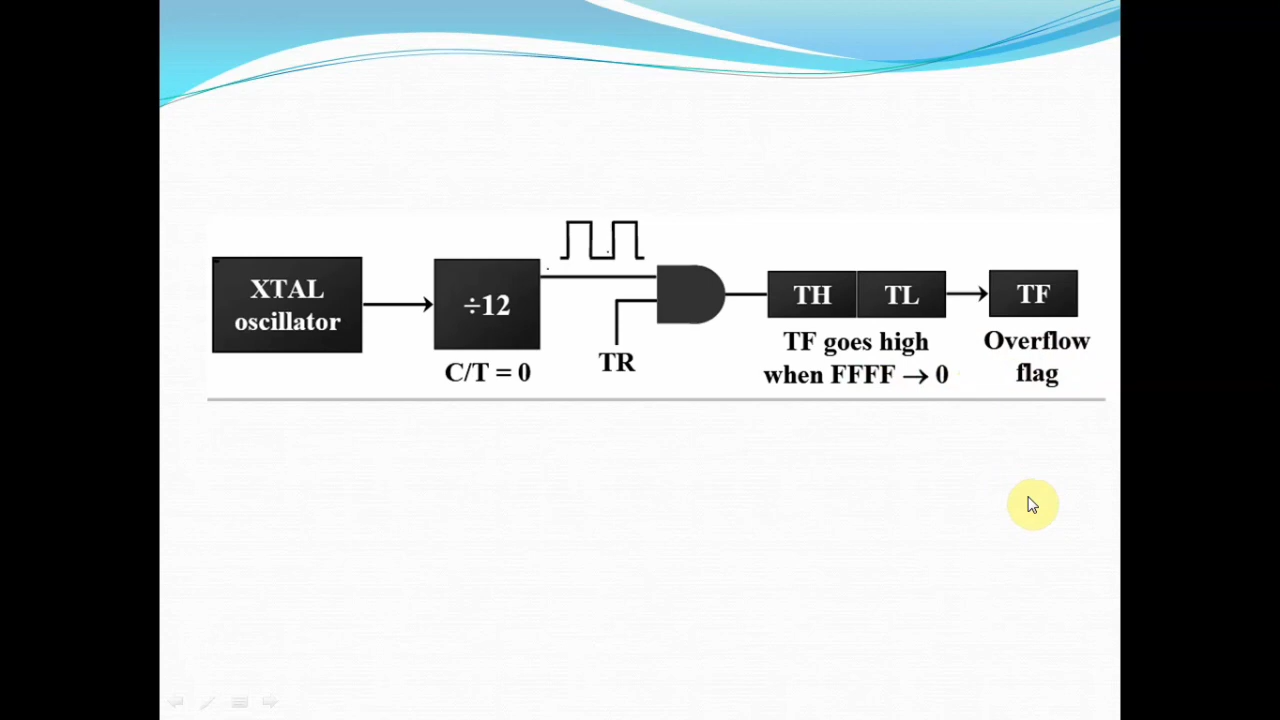 XTAL
oscillator
÷12
C/T = 0
TR
TH
TL
TF goes high
when FFFF → 0
TF
Overflow
flag